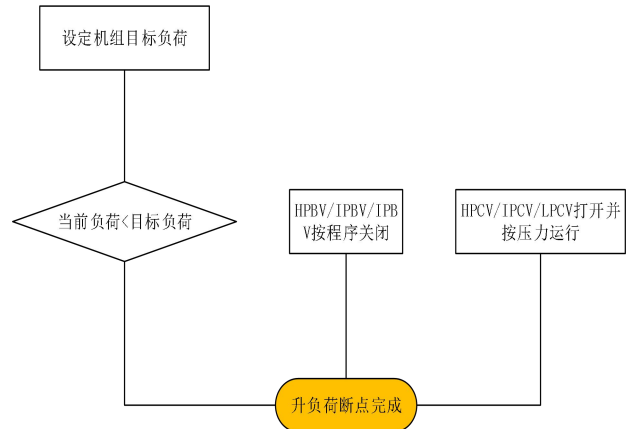 设定机组目标负荷
当前负荷<目标负荷
HPBV/IPBV/IPB
V按程序关闭
HPCV/IPCV/LPCV打开并
按压力运行
升负荷断点完成